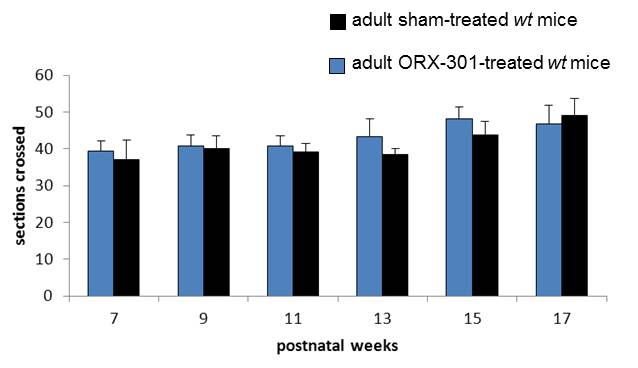 adult sham-treated wt mice
adult ORX-301-treated wt mice
60
50
40
30
20
10
0
sections crossed
7 9 11 13 15 17
postnatal weeks